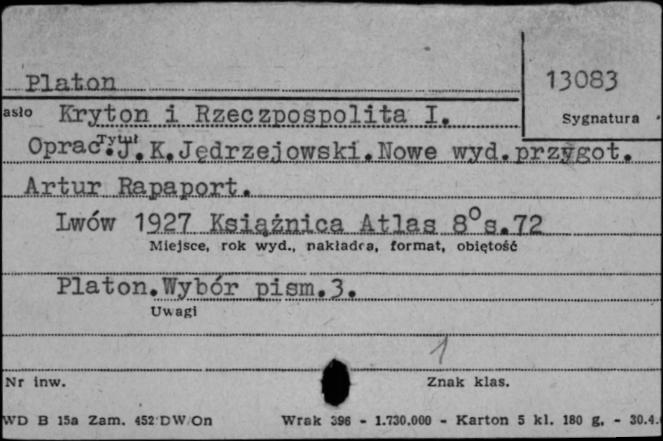 Platon
13083
asło Kryton i Rzeczpospolita I.
Sygnatura
Tytuł
Oprac. J.K.Jędrzejowski.Nowe wyd.przygot.
Artur Rapaport.
Lwów 1927 Książnica Atlas 8° s.72
Miejsce, rok wyd., nakładca, format, objętość
Platon.Wybór pism.3.
Uwagi
1
Nr inw.
Znak klas.
WD B 15a Zam. 452 DW/On Wrak 396 - 1.730.000 - Karton 5 kl. 180 g. - 30.4.